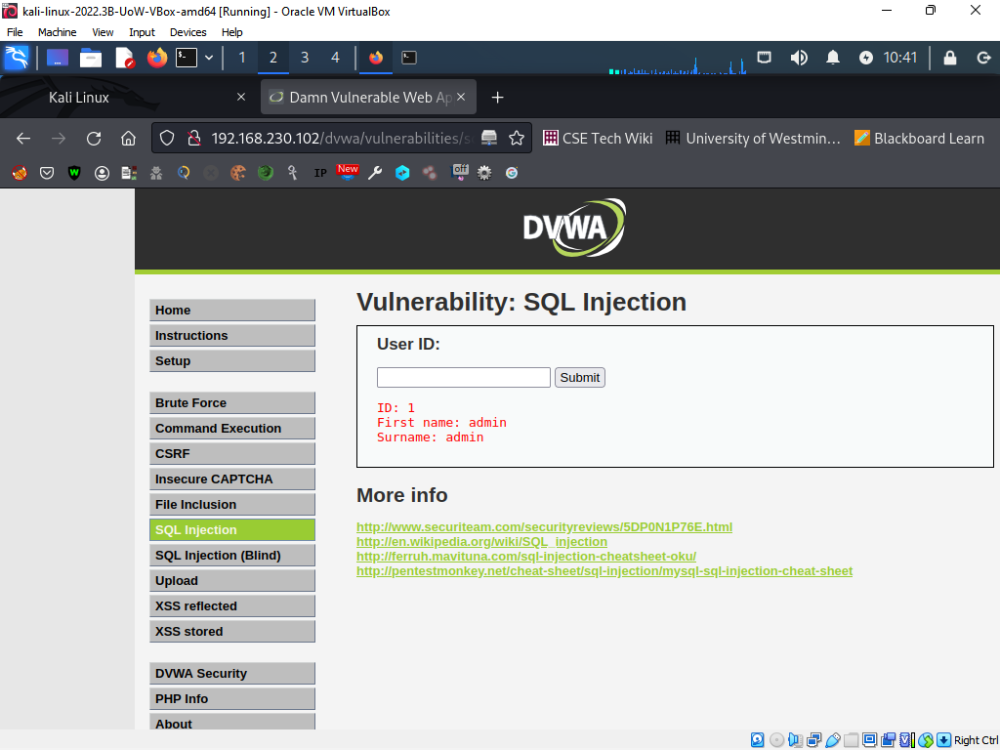 kali-linux-2022.3B-UoW-VBox-amd64 [Running] - Oracle VM VirtualBox
File Machine View Input Devices Help
1 2 3 4 10:41
Kali Linux Damn Vulnerable Web Ap
192.168.230.102/dvwa/vulnerabilities/s CSE Tech Wiki University of Westmin… Blackboard Learn
IP New off
DVWA
Vulnerability: SQL Injection
Home
Instructions
Setup
Brute Force
Command Execution
CSRF
Insecure CAPTCHA
File Inclusion
SQL Injection
SQL Injection (Blind)
Upload
XSS reflected
XSS stored
DVWA Security
PHP Info
About
User ID:
Submit
ID: 1
First name: admin
Surname: admin
More info
http://www.securiteam.com/securityreviews/5DP0N1P76E.html
http://en.wikipedia.org/wiki/SQL_injection
http://ferruh.mavituna.com/sql-injection-cheatsheet-oku/
http://pentestmonkey.net/cheat-sheet/sql-injection/mysql-sql-injection-cheat-sheet
Right Ctrl